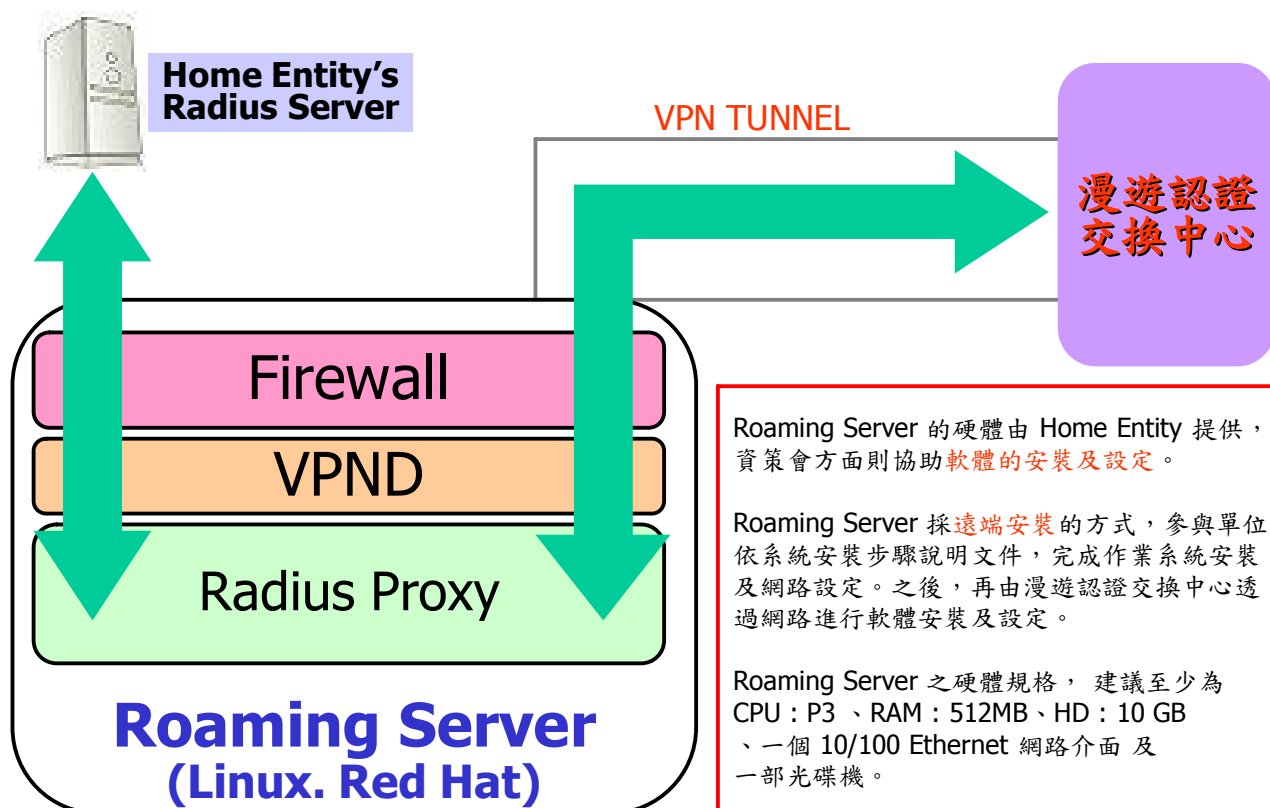 Home Entity's
Radius Server
VPN TUNNEL
漫遊認證
交換中心
Firewall
VPND
Radius Proxy
Roaming Server
(Linux. Red Hat)
Roaming Server 的硬體由 Home Entity 提供，
資策會方面則協助軟體的安裝及設定。
Roaming Server 採遠端安裝的方式，參與單位
依系統安裝步驟說明文件，完成作業系統安裝
及網路設定。之後，再由漫遊認證交換中心透
過網路進行軟體安裝及設定。
Roaming Server 之硬體規格， 建議至少為
CPU：P3 、RAM：512MB、HD：10 GB
、一個 10/100 Ethernet 網路介面 及
一部光碟機。